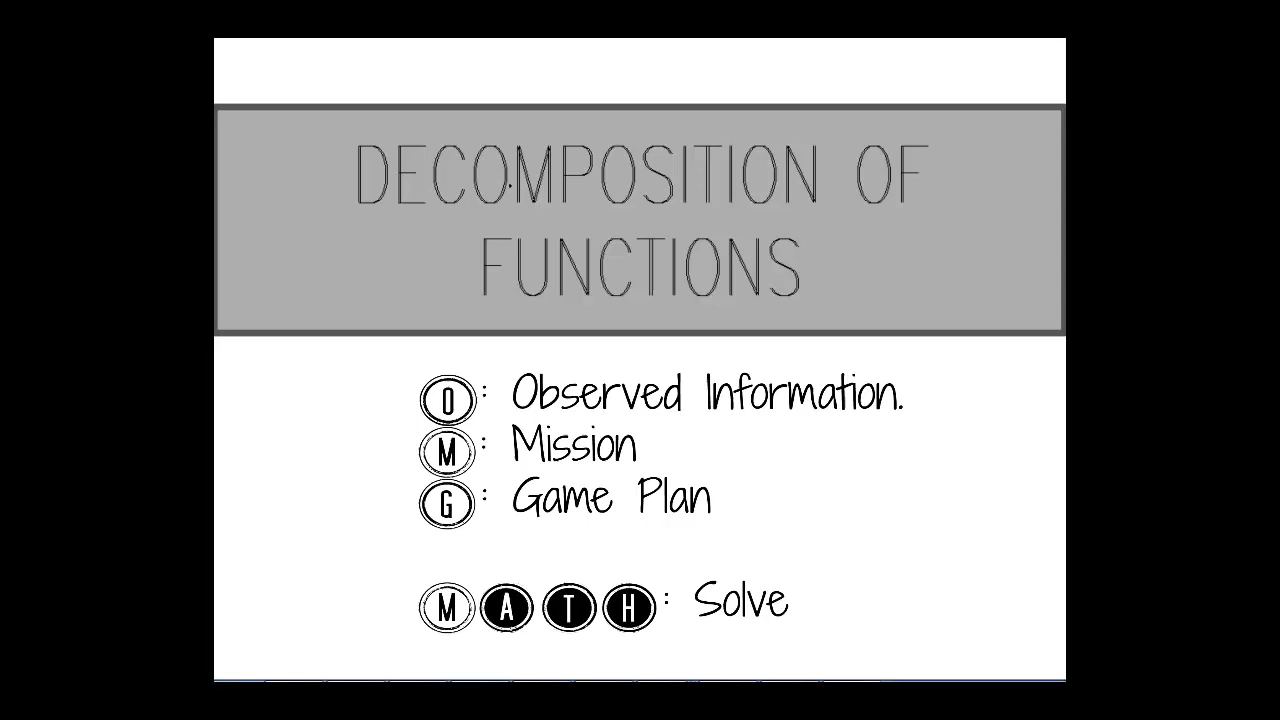 DECOMPOSITION OF
FUNCTIONS
O: Observed Information.
M: Mission
G: Game Plan
MATH: Solve